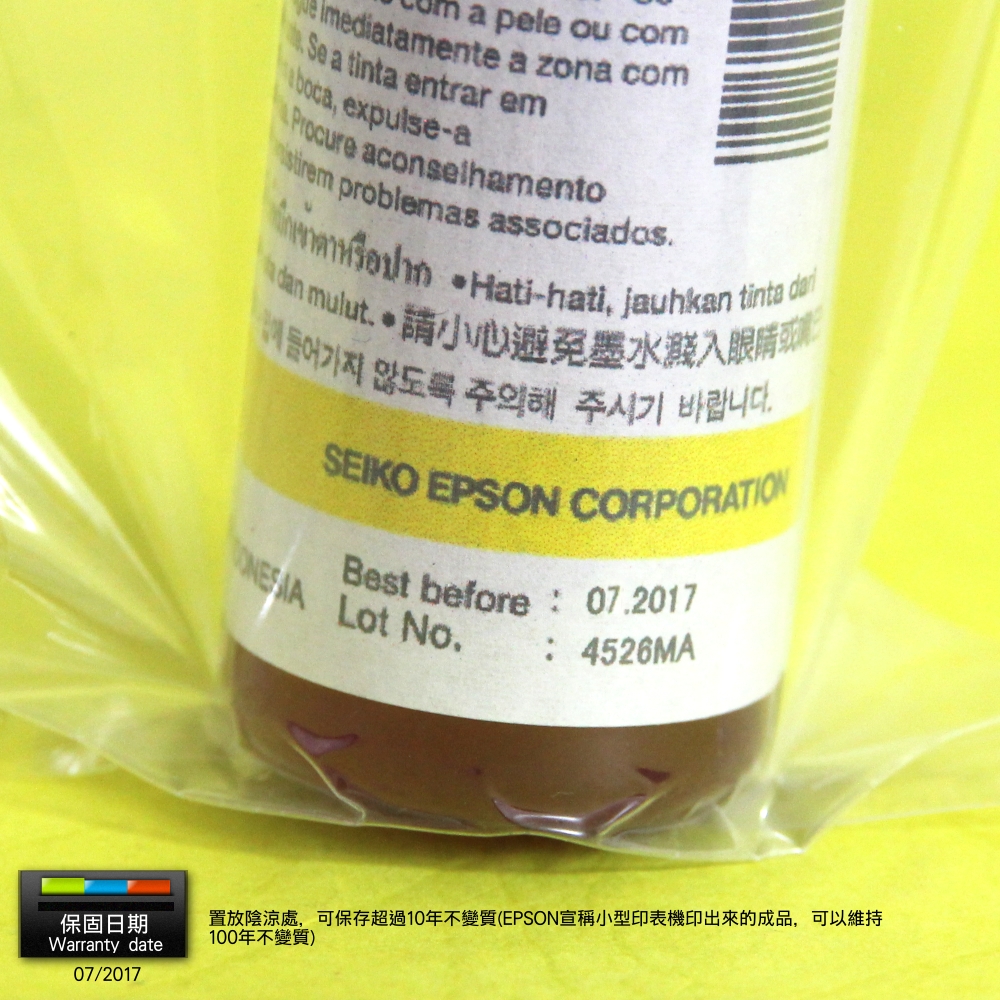 com a pele ou com
imediatamente a zona com
Se a tinta entrar em
boca, expulse-a
Procure aconselhamento
problemas associados.
•Hati-hati, jauhkan tinta dari
dan mulut. •請小心避免墨水濺入眼睛或
들어가지 않도록 주의해 주시기 바랍니다.
SEIKO EPSON CORPORATION
Best before : 07.2017
Lot No. : 4526MA
保固日期
Warranty date
07/2017
置放陰涼處，可保存超過10年不變質(EPSON宣稱小型印表機印出來的成品，可以維持
100年不變質)